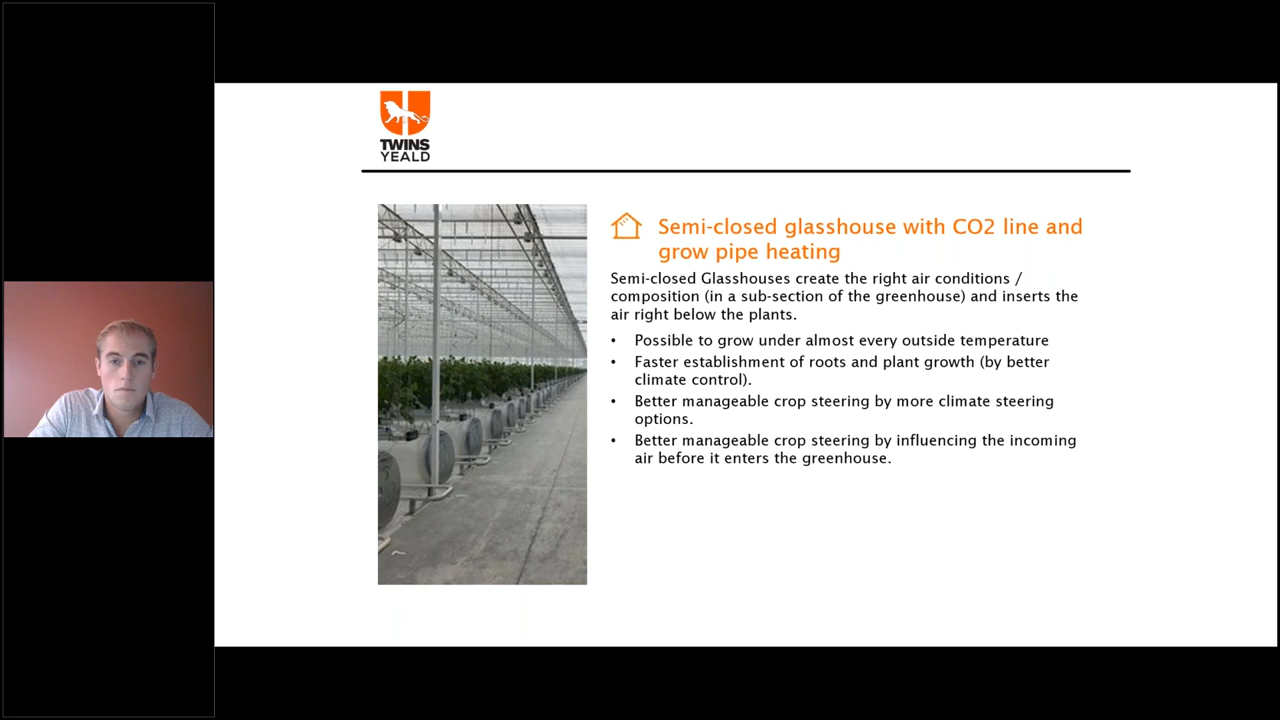 TWINS
YEALD
Semi-closed glasshouse with CO2 line and
grow pipe heating
Semi-closed Glasshouses create the right air conditions /
composition (in a sub-section of the greenhouse) and inserts the
air right below the plants.
• Possible to grow under almost every outside temperature
• Faster establishment of roots and plant growth (by better
climate control).
• Better manageable crop steering by more climate steering
options.
• Better manageable crop steering by influencing the incoming
air before it enters the greenhouse.